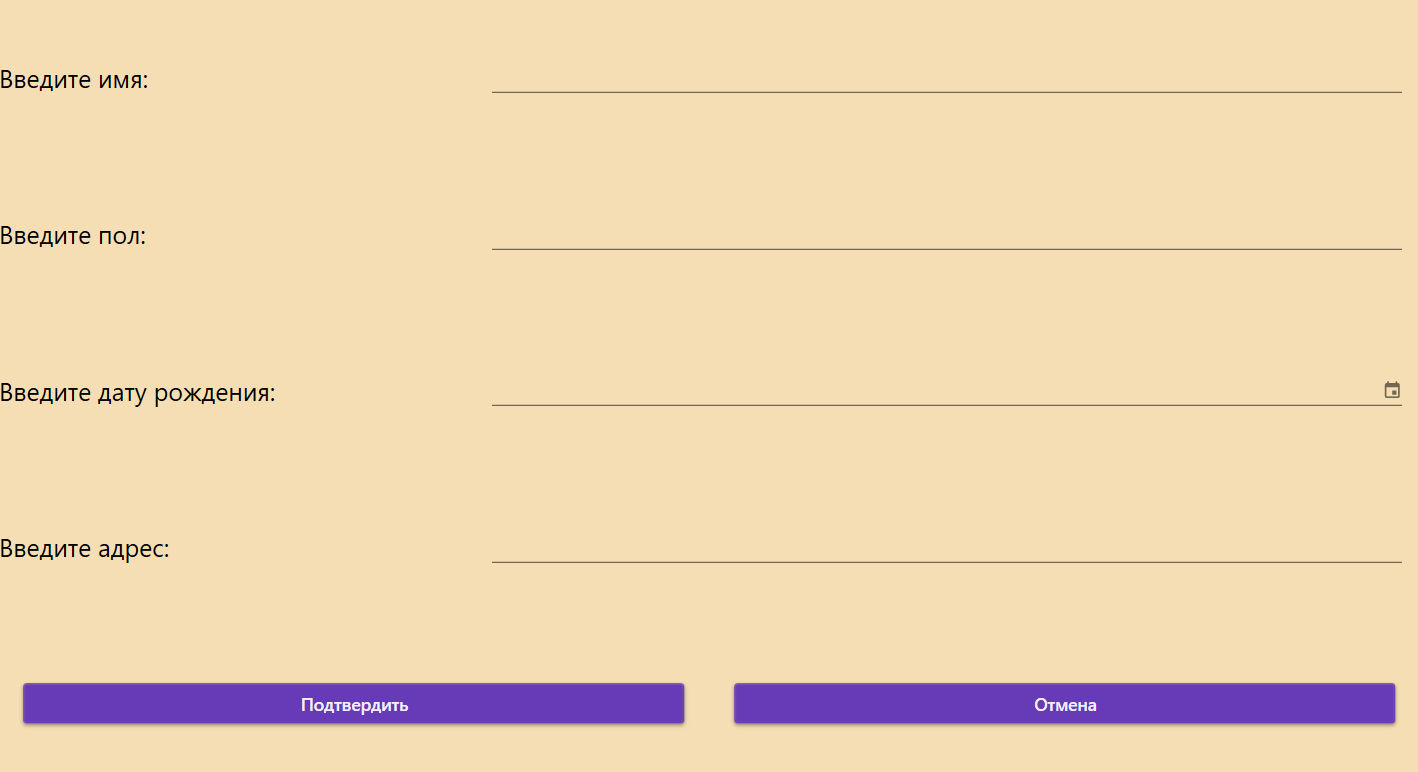 Введите имя:
Введите пол:
Введите дату рождения:
Введите адрес:
Подтвердить
Отмена